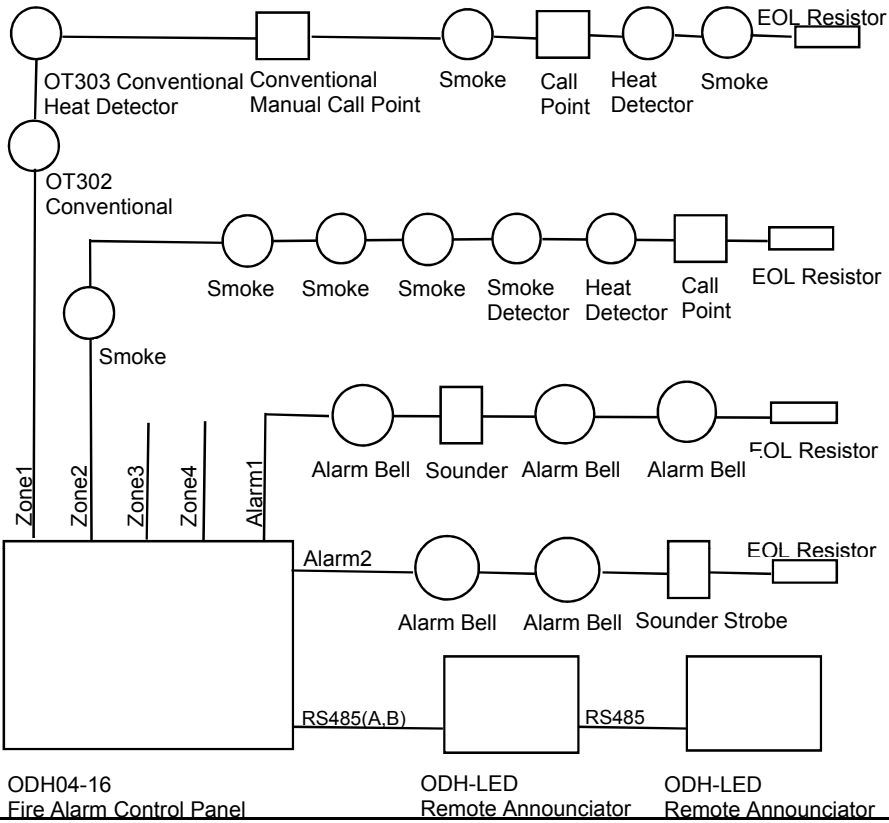 EOL Resistor
OT303 Conventional
Heat Detector
Conventional
Manual Call Point
Smoke
Call
Point
Heat
Detector
Smoke
OT302
Conventional
Smoke
Smoke
Smoke
Smoke
Detector
Heat
Detector
Call
Point
EOL Resistor
Smoke
Zone1
Zone2
Zone3
Zone4
Alarm1
Alarm Bell
Sounder
Alarm Bell
Alarm Bell
EOL Resistor
Alarm2
EOL Resistor
Alarm Bell
Alarm Bell
Sounder Strobe
RS485(A,B)
RS485
ODH04-16
Fire Alarm Control Panel
ODH-LED
Remote Announciator
ODH-LED
Remote Announciator